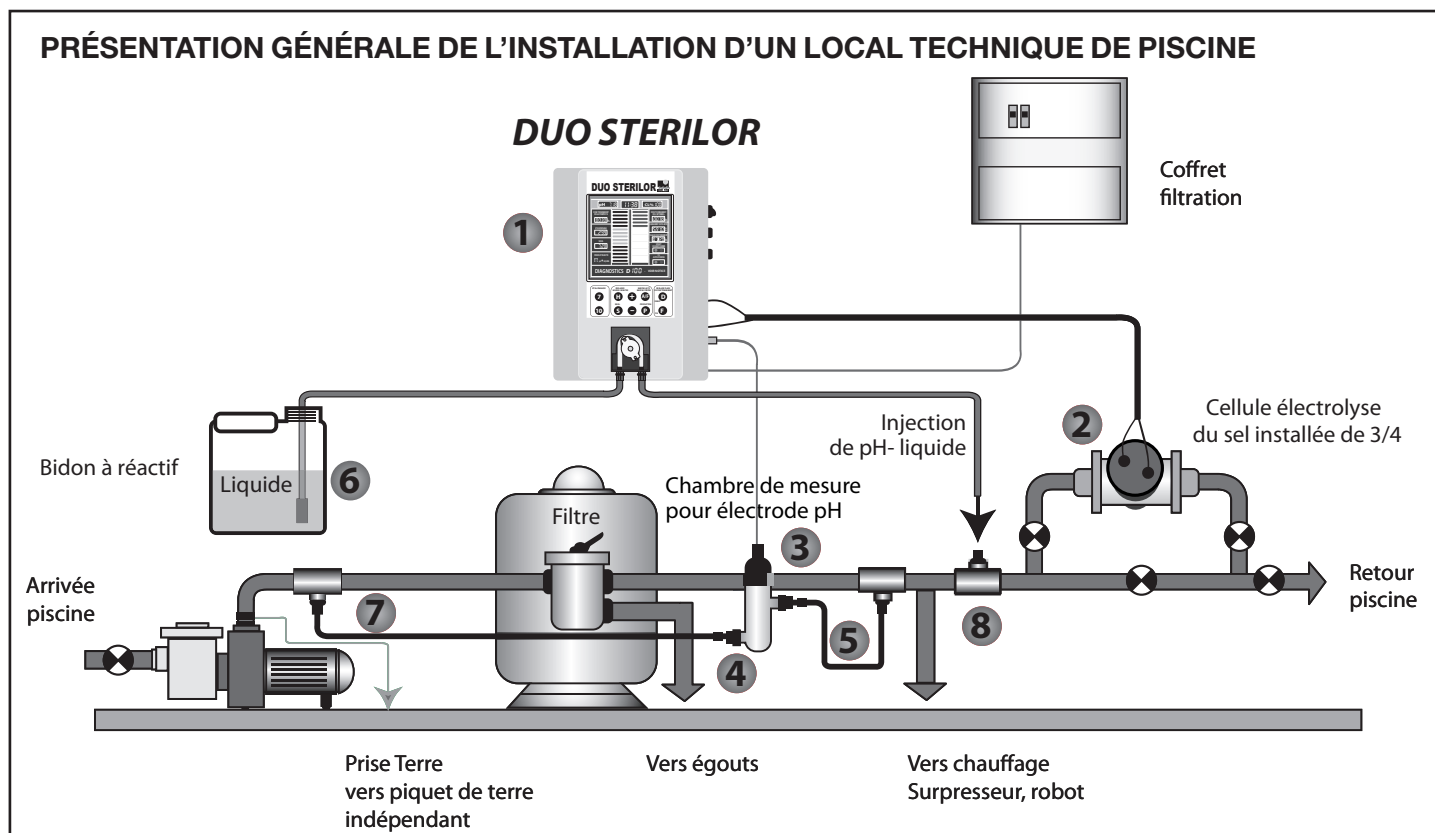 PRÉSENTATION GÉNÉRALE DE L'INSTALLATION D'UN LOCAL TECHNIQUE DE PISCINE
DUO STERILOR
DUO STERILOR
DIAGNOSTICS
1
Coffret
filtration
2
Cellule électrolyse
du sel installée de 3/4
Injection
de pH- liquide
Bidon à réactif
Liquide
6
Filtre
Chambre de mesure
pour électrode pH
3
Arrivée
piscine
7
4
5
8
Retour
piscine
Prise Terre
vers piquet de terre
indépendant
Vers égouts
Vers chauffage
Surpresseur, robot